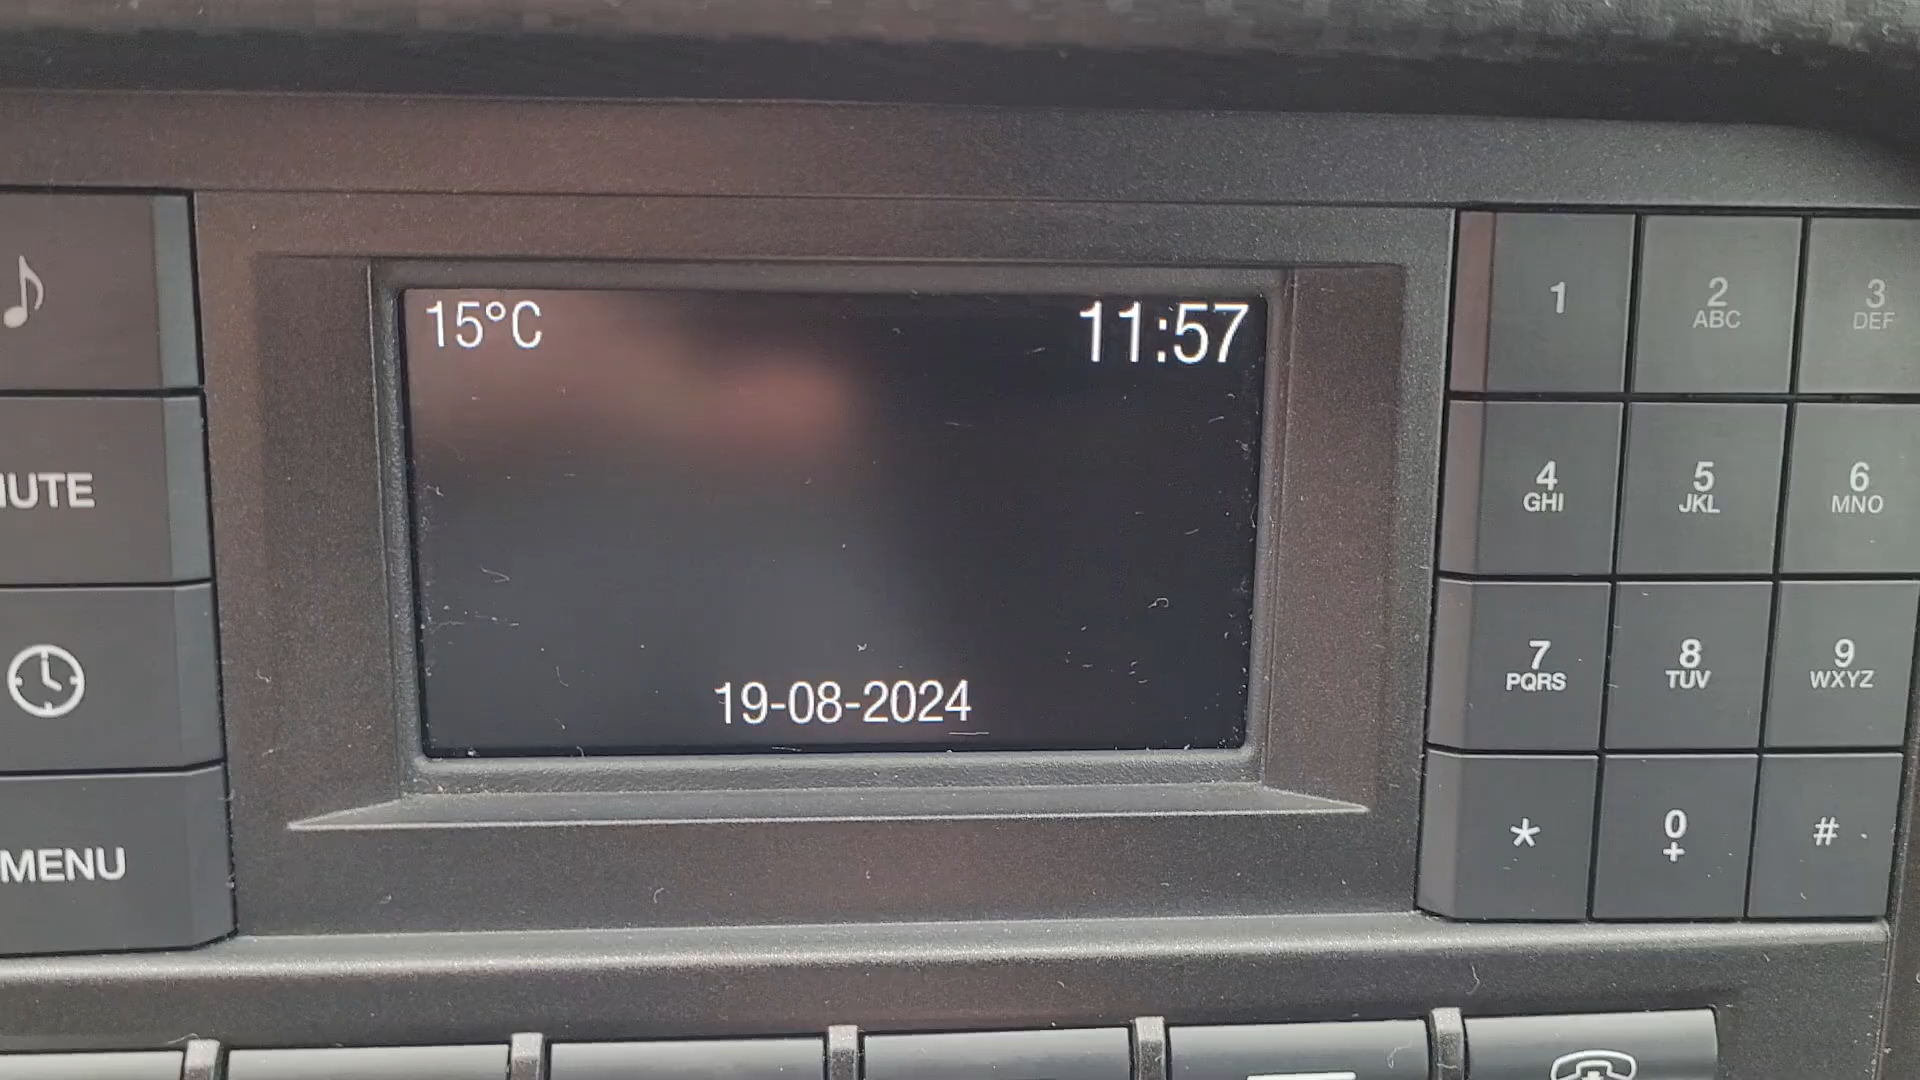 15°C 11:57
19-08-2024
MUTE
MENU
1
2
ABC
3
DEF
4
GHI
5
JKL
6
MNO
7
PQRS
8
TUV
9
WXYZ
*
0
+
#